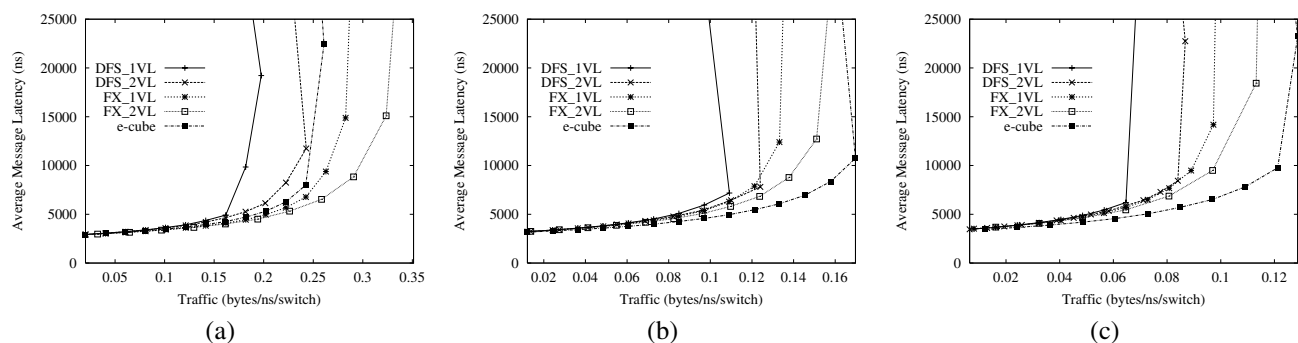 25000
20000
15000
10000
5000
0
Average Message Latency (ns)
DFS_1VL
DFS_2VL
FX_1VL
FX_2VL
e-cube
0.05 0.1 0.15 0.2 0.25 0.3 0.35
Traffic (bytes/ns/switch)
(a)
25000
20000
15000
10000
5000
0
Average Message Latency (ns)
DFS_1VL
DFS_2VL
FX_1VL
FX_2VL
e-cube
0.02 0.04 0.06 0.08 0.1 0.12 0.14 0.16
Traffic (bytes/ns/switch)
(b)
25000
20000
15000
10000
5000
0
Average Message Latency (ns)
DFS_1VL
DFS_2VL
FX_1VL
FX_2VL
e-cube
0.02 0.04 0.06 0.08 0.1 0.12
Traffic (bytes/ns/switch)
(c)